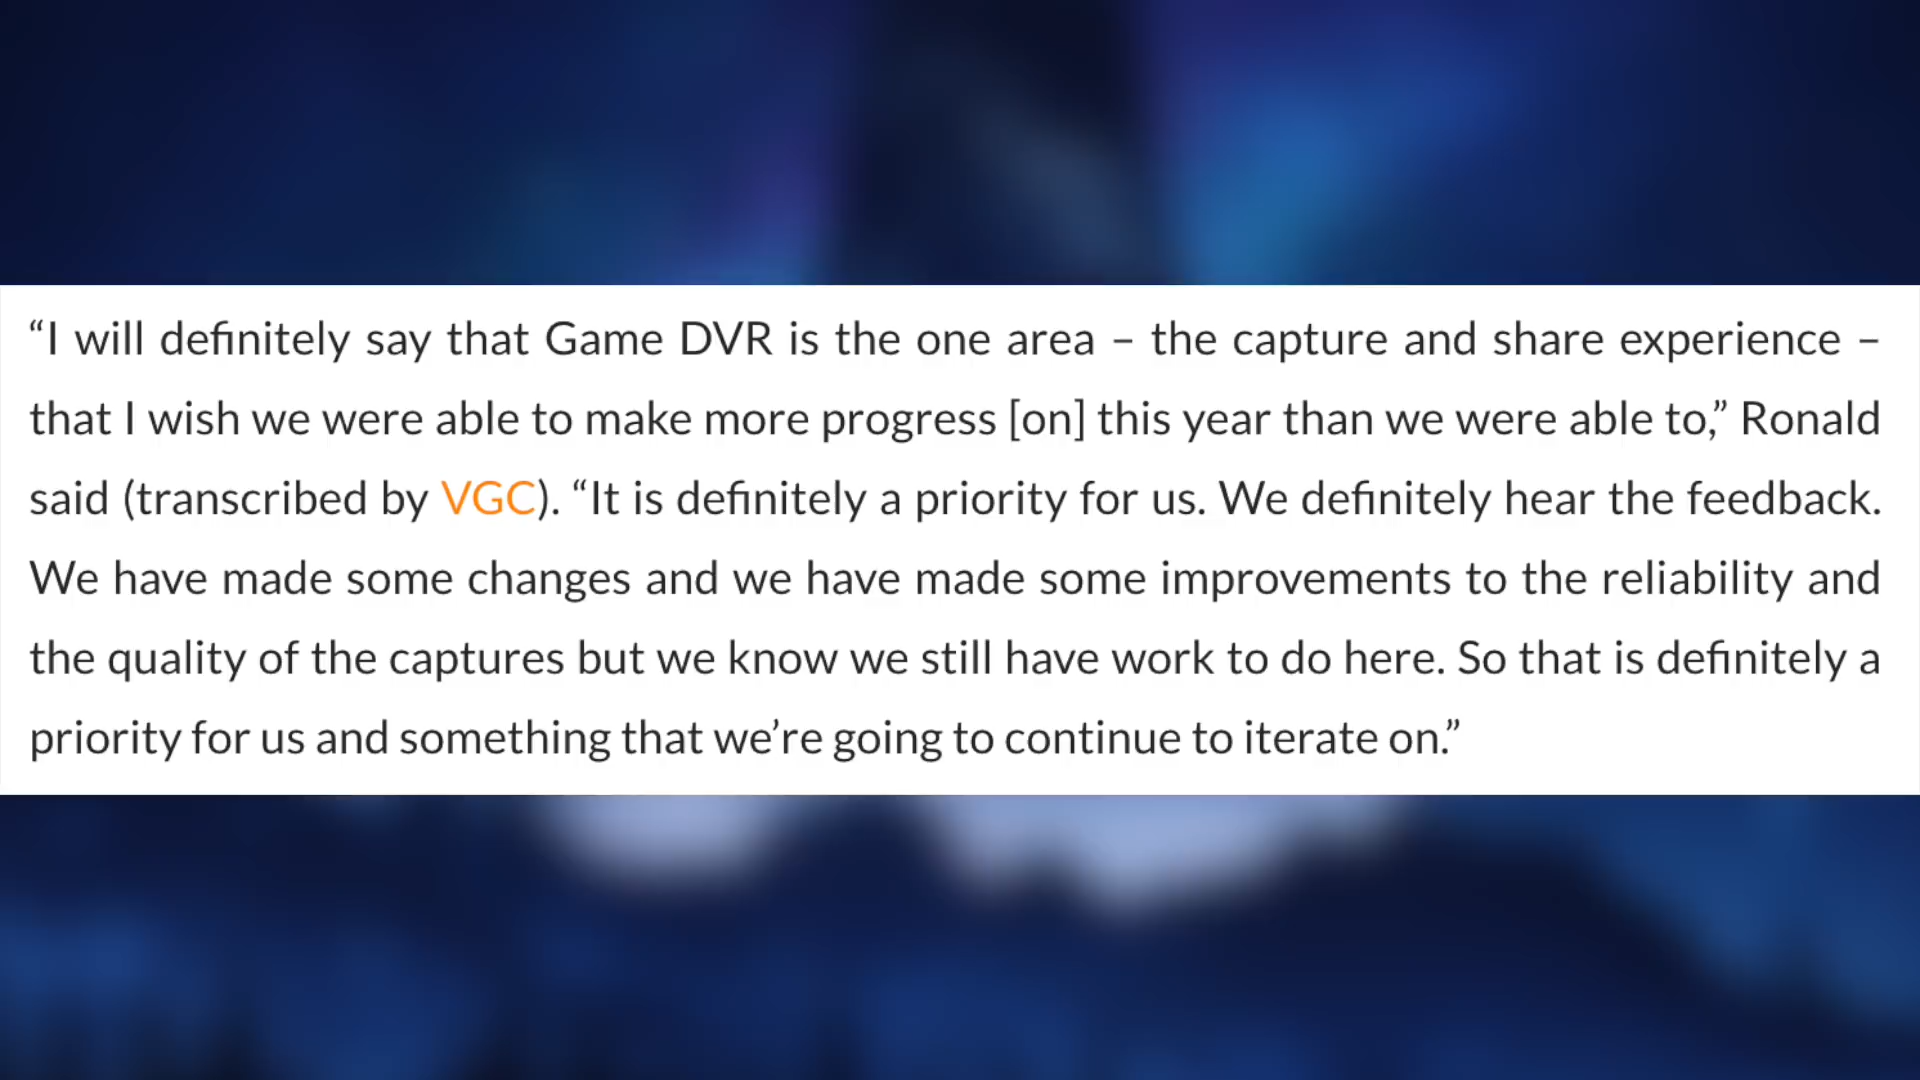 “I will definitely say that Game DVR is the one area – the capture and share experience –
that I wish we were able to make more progress [on] this year than we were able to,” Ronald
said (transcribed by VGC). “It is definitely a priority for us. We definitely hear the feedback.
We have made some changes and we have made some improvements to the reliability and
the quality of the captures but we know we still have work to do here. So that is definitely a
priority for us and something that we’re going to continue to iterate on.”